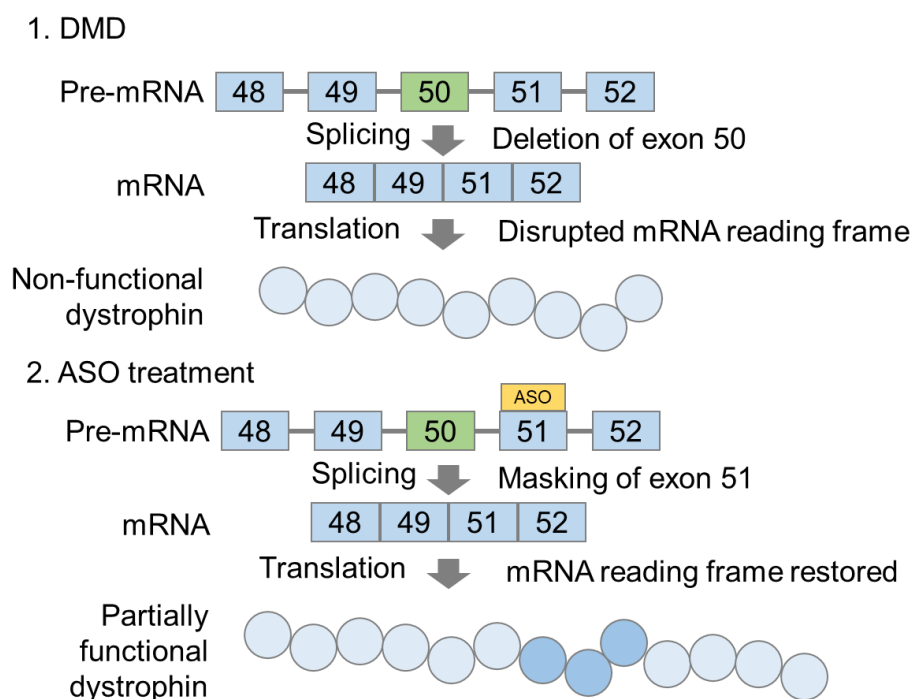 1. DMD
Pre-mRNA 48 49 50 51 52
Splicing Deletion of exon 50
mRNA 48 49 51 52
Translation Disrupted mRNA reading frame
Non-functional
dystrophin
2. ASO treatment
ASO
Pre-mRNA 48 49 50 51 52
Splicing Masking of exon 51
mRNA 48 49 51 52
Translation mRNA reading frame restored
Partially
functional
dystrophin